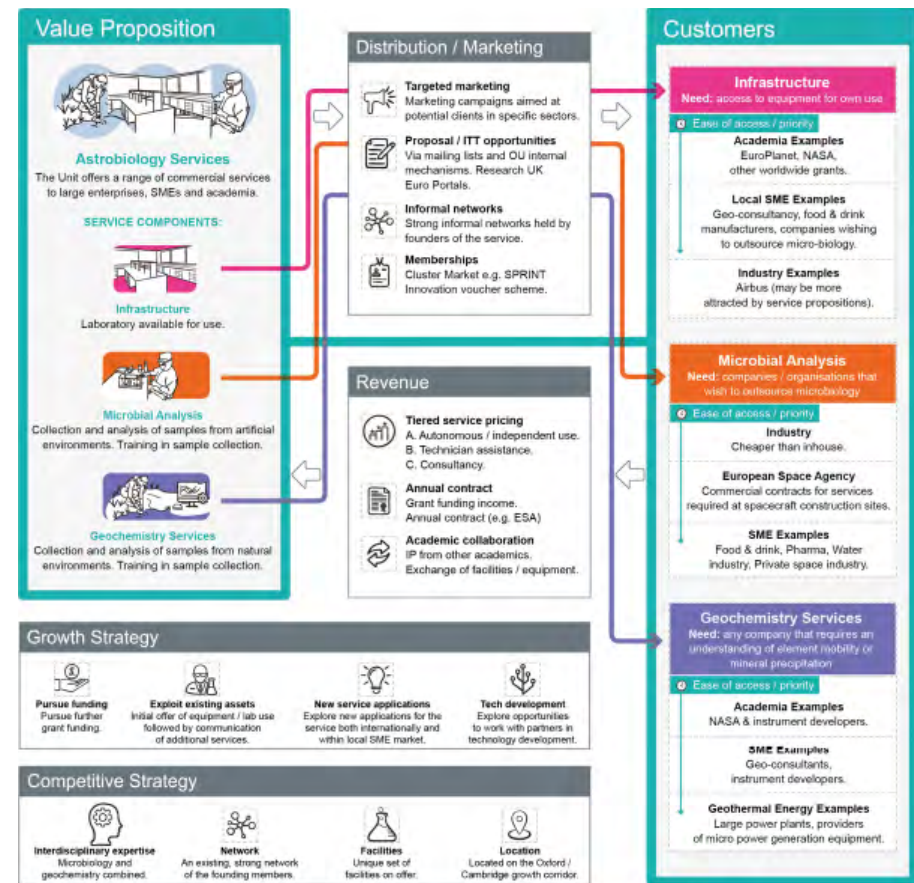 Value Proposition
Astrobiology Services
The Unit offers a range of commercial services
to large enterprises, SMEs and academia.
SERVICE COMPONENTS:
Infrastructure
Laboratory available for use.
Microbial Analysis
Collection and analysis of samples from artificial
environments. Training in sample collection.
Geochemistry Services
Collection and analysis of samples from natural
environments. Training in sample collection.
Distribution / Marketing
Targeted marketing
Marketing campaigns aimed at
potential clients in specific sectors.
Proposal / ITT opportunities
Via mailing lists and OU internal
mechanisms. Research UK
Euro Portals.
Informal networks
Strong informal networks held by
founders of the service.
Memberships
Cluster Market e.g. SPRINT
Innovation voucher scheme.
Revenue
Tiered service pricing
A. Autonomous / independent use.
B. Technician assistance.
C. Consultancy.
Annual contract
Grant funding income.
Annual contract (e.g. ESA)
Academic collaboration
IP from other academics.
Exchange of facilities / equipment.
Customers
Infrastructure
Need: access to equipment for own use
Ease of access / priority
Academia Examples
EuroPlanet, NASA,
other worldwide grants.
Local SME Examples
Geo-consultancy, food & drink
manufacturers, companies wishing
to outsource micro-biology.
Industry Examples
Airbus (may be more
attracted by service propositions).
Microbial Analysis
Need: companies / organisations that
wish to outsource microbiology
Ease of access / priority
Industry
Cheaper than inhouse.
European Space Agency
Commercial contracts for services
required at spacecraft construction sites.
SME Examples
Food & drink, Pharma, Water
industry, Private space industry.
Geochemistry Services
Need: any company that requires an
understanding of element mobility or
mineral precipitation
Ease of access / priority
Academia Examples
NASA & instrument developers.
SME Examples
Geo-consultants,
instrument developers.
Geothermal Energy Examples
Large power plants, providers
of micro power generation equipment.
Growth Strategy
Pursue funding
Pursue further
grant funding.
Exploit existing assets
Initial offer of equipment / lab use
followed by communication
of additional services.
New service applications
Explore new applications for the
service both internationally and
within local SME market.
Tech development
Explore opportunities
to work with partners in
technology development.
Competitive Strategy
Interdisciplinary expertise
Microbiology and
geochemistry combined.
Network
An existing, strong network
of the founding members.
Facilities
Unique set of
facilities on offer.
Location
Located on the Oxford /
Cambridge growth corridor.